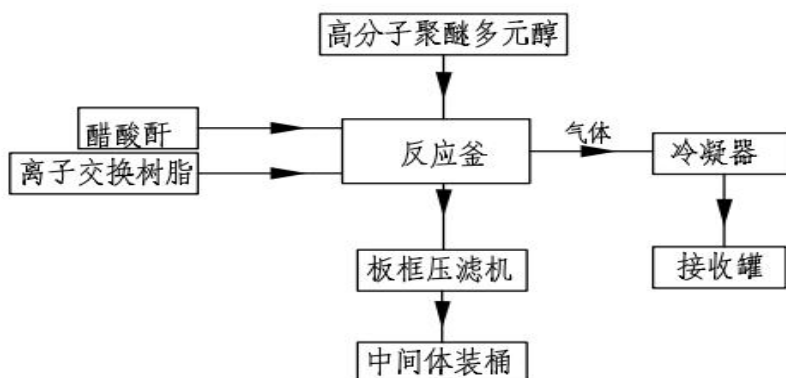 高分子聚醚多元醇
醋酸酐
离子交换树脂
反应釜
气体
冷凝器
板框压滤机
接收罐
中间体装桶